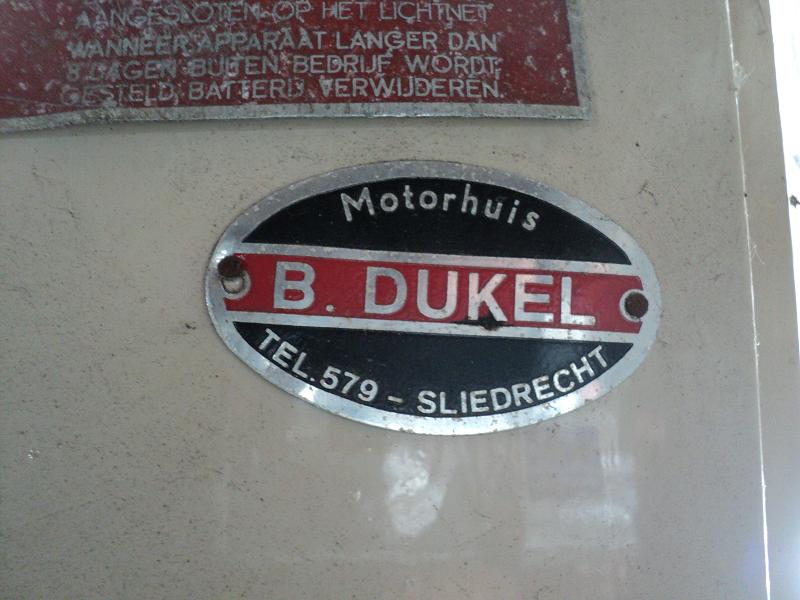 AANGESLOTEN OP HET LICHTNET
WANNEER APPARAAT LANGER DAN
8 DAGEN BUITEN BEDRIJF WORDT
GESTELD BATTERIJ VERWIJDEREN.
Motorhuis
B. DUKEL
TEL. 579 - SLIEDRECHT